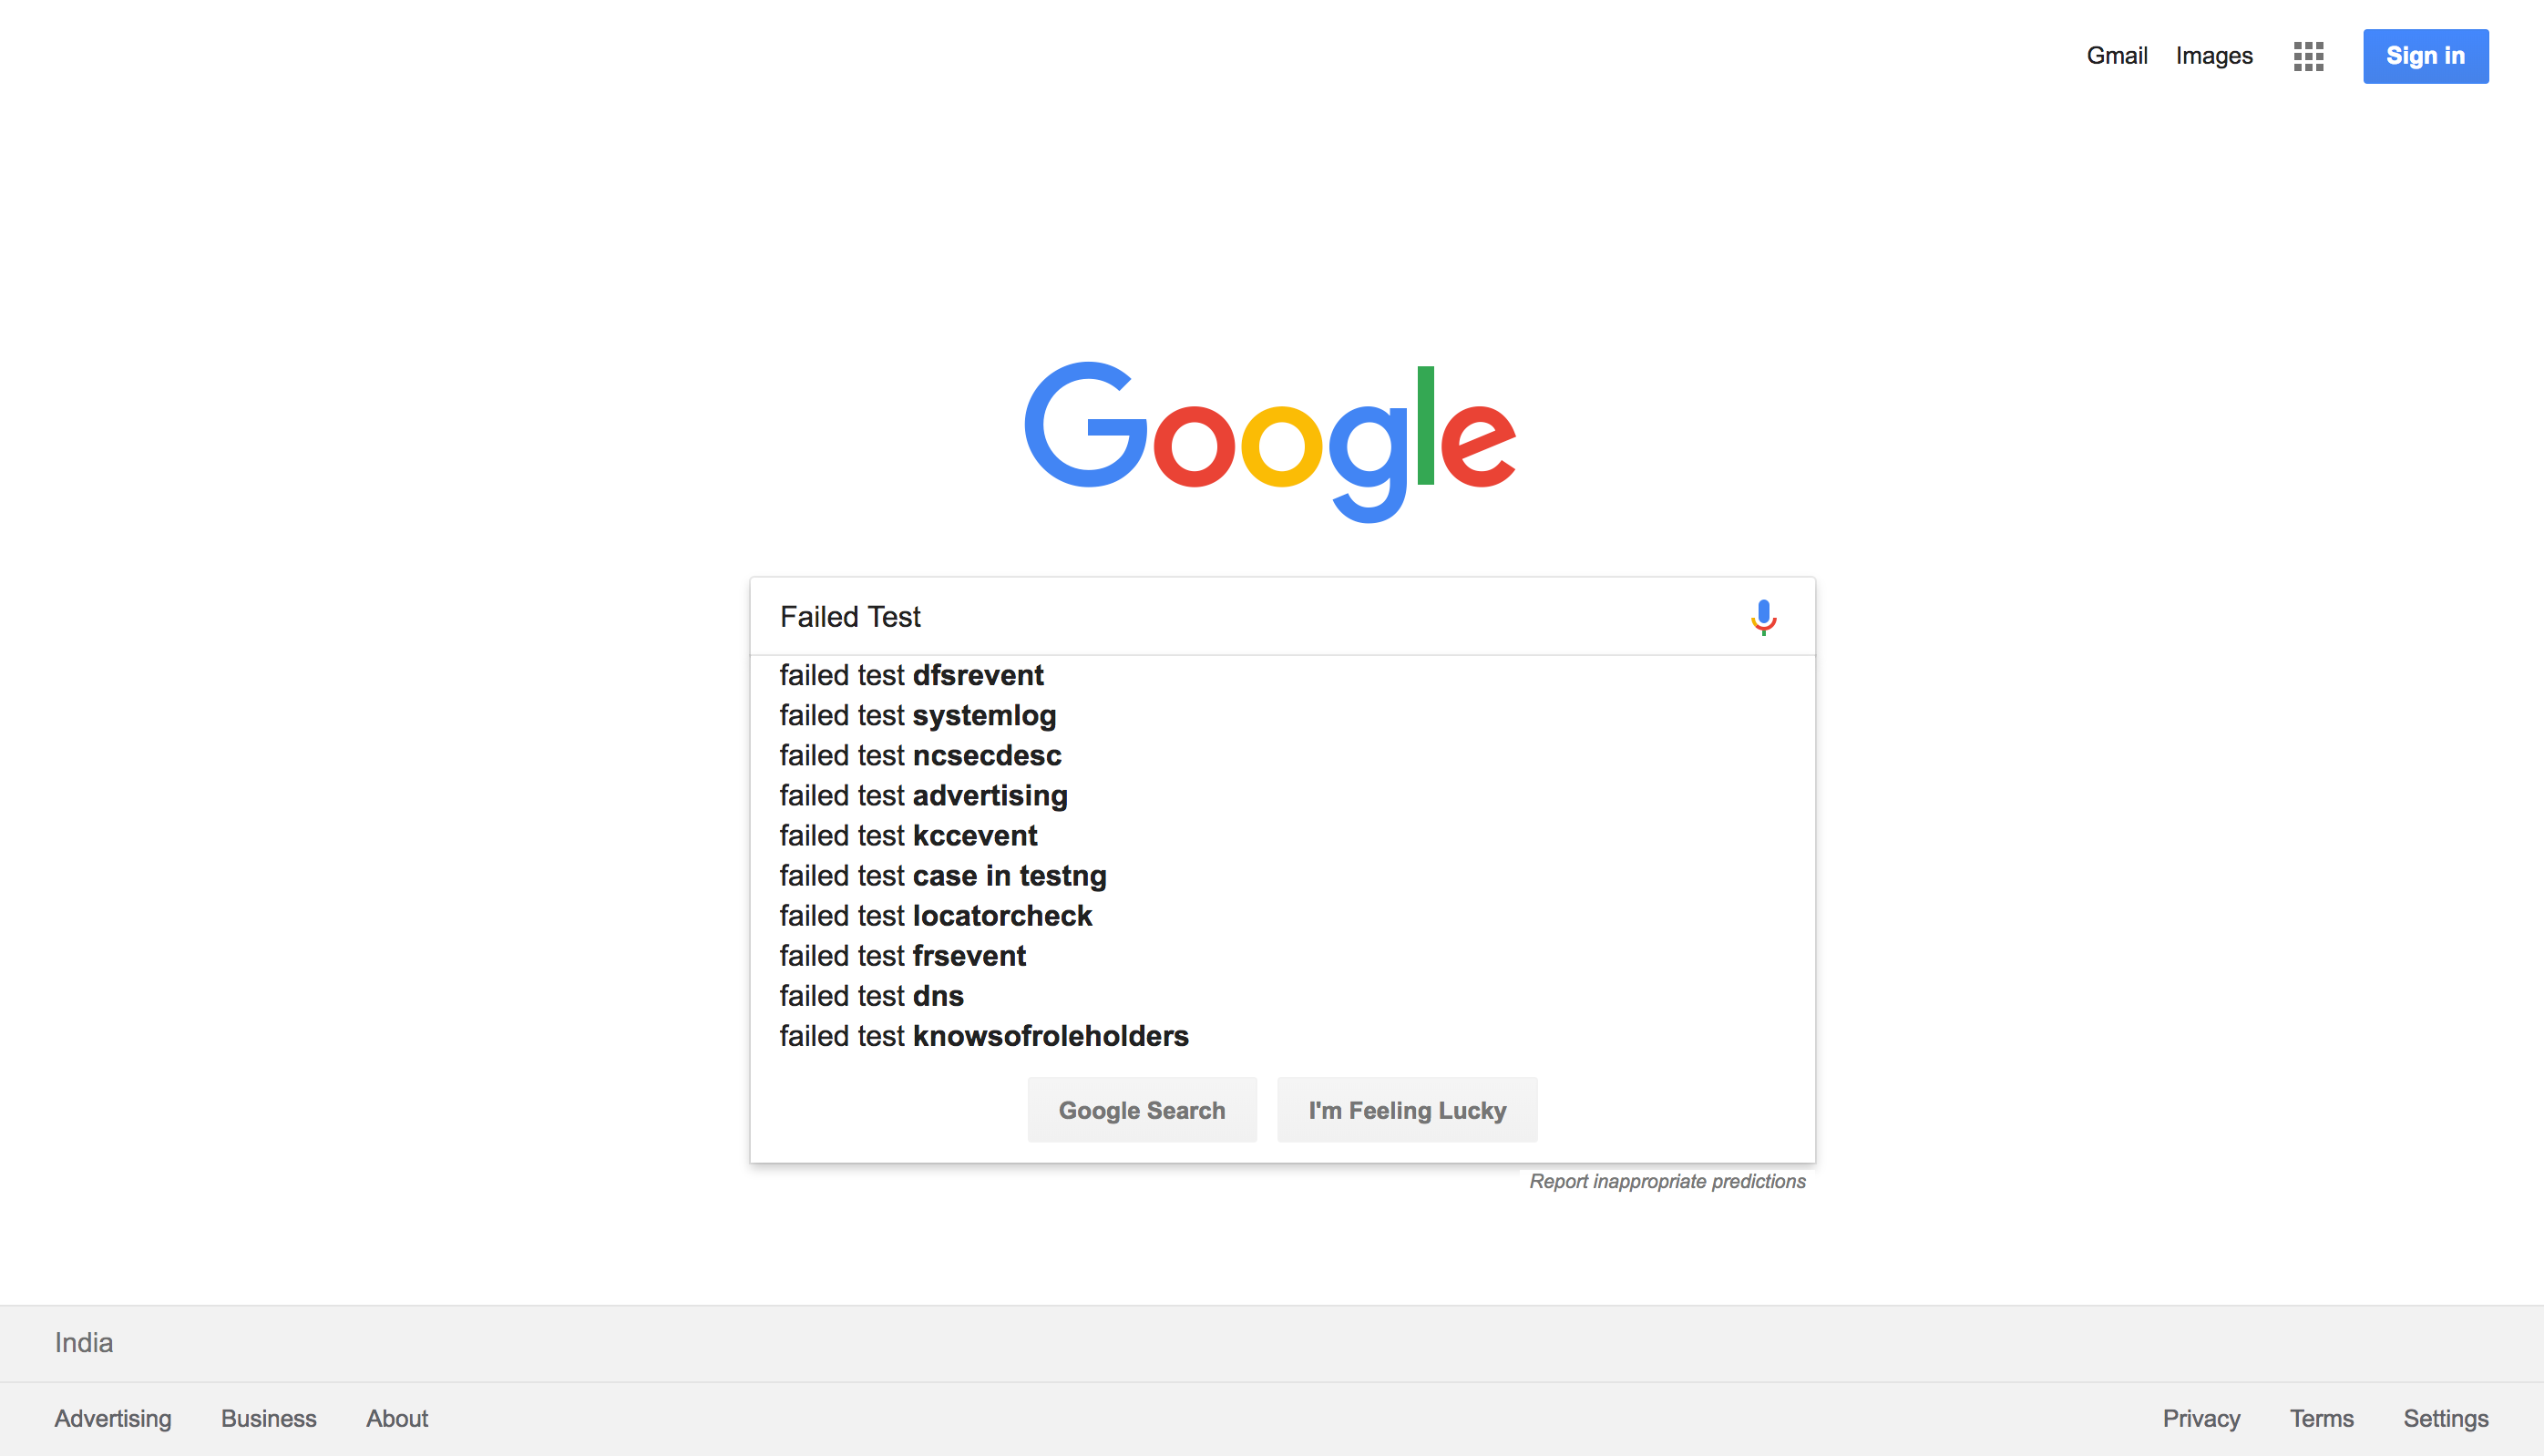 Gmail Images Sign in
Google
Failed Test
failed test dfsrevent
failed test systemlog
failed test ncsecdesc
failed test advertising
failed test kccevent
failed test case in testng
failed test locatorcheck
failed test frsevent
failed test dns
failed test knowsofroleholders
Google Search I'm Feeling Lucky
Report inappropriate predictions
India
Advertising Business About Privacy Terms Settings